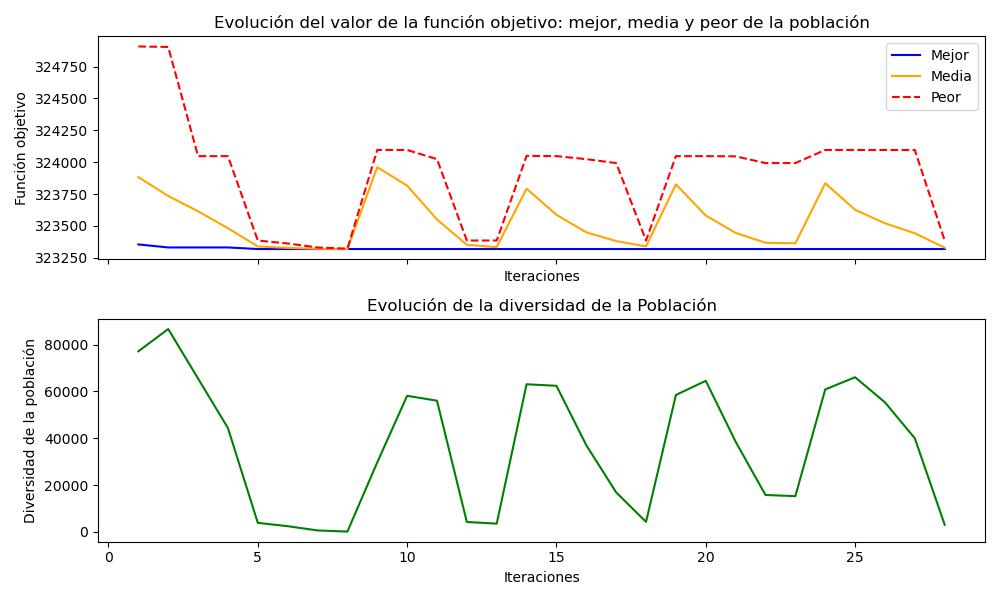 Evolución del valor de la función objetivo: mejor, media y peor de la población
Función objetivo
324750
324500
324250
324000
323750
323500
323250
Mejor
Media
Peor
Iteraciones
Evolución de la diversidad de la Población
Diversidad de la población
80000
60000
40000
20000
0
0 5 10 15 20 25
Iteraciones